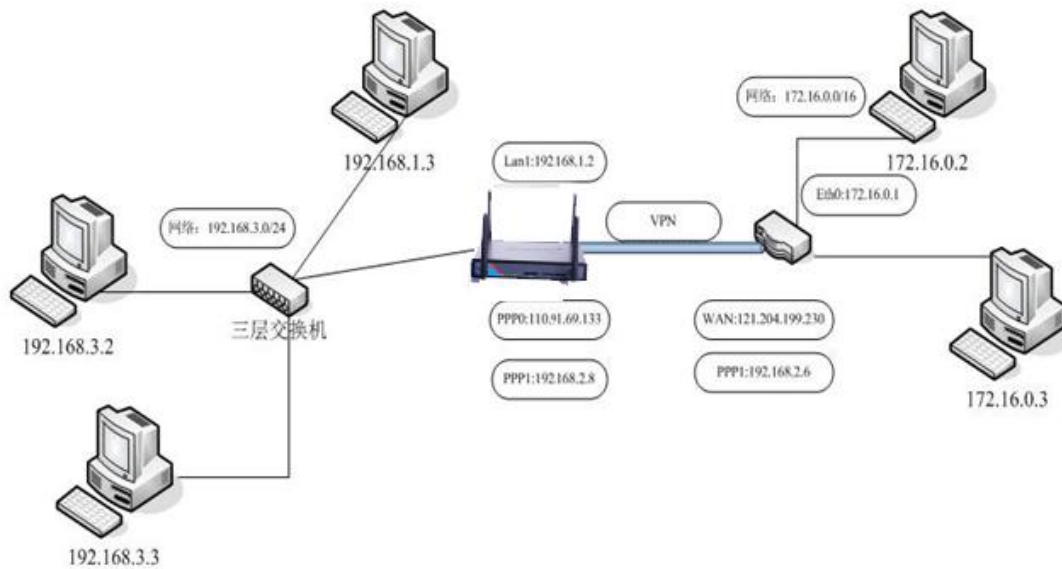 网络：172.16.0.0/16
192.168.1.3
Lan1:192.168.1.2
172.16.0.2
Eth0:172.16.0.1
网络：192.168.3.0/24
VPN
三层交换机
192.168.3.2
PPP0:110.91.69.133
WAN:121.204.199.230
PPP1:192.168.2.8
PPP1:192.168.2.6
172.16.0.3
192.168.3.3